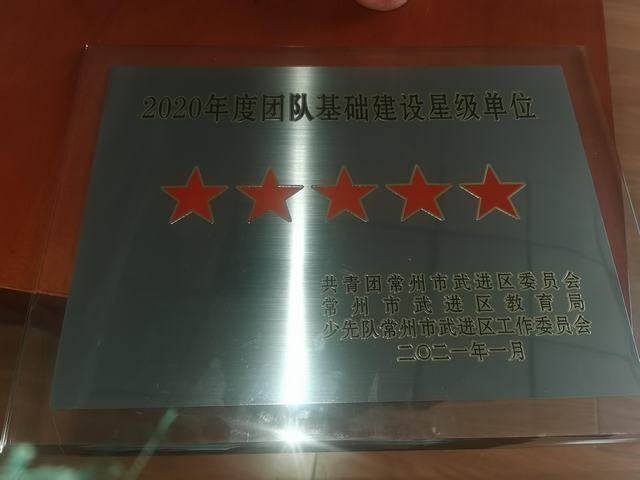 2020年度团队基础建设星级单位
共青团常州市武进区委员会
常州市武进区教育局
少先队常州市武进区工作委员会
二〇二一年一月